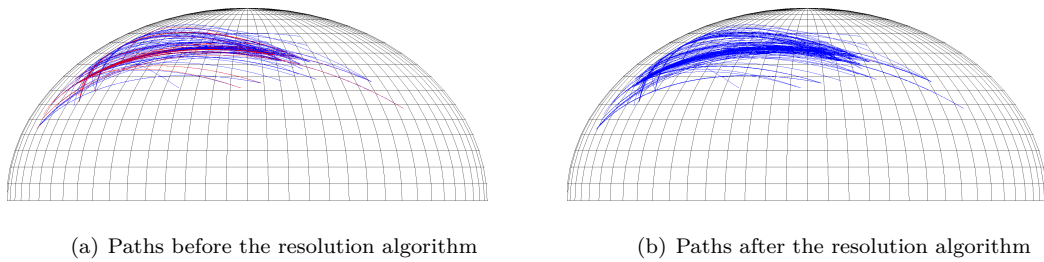 (a) Paths before the resolution algorithm
(b) Paths after the resolution algorithm